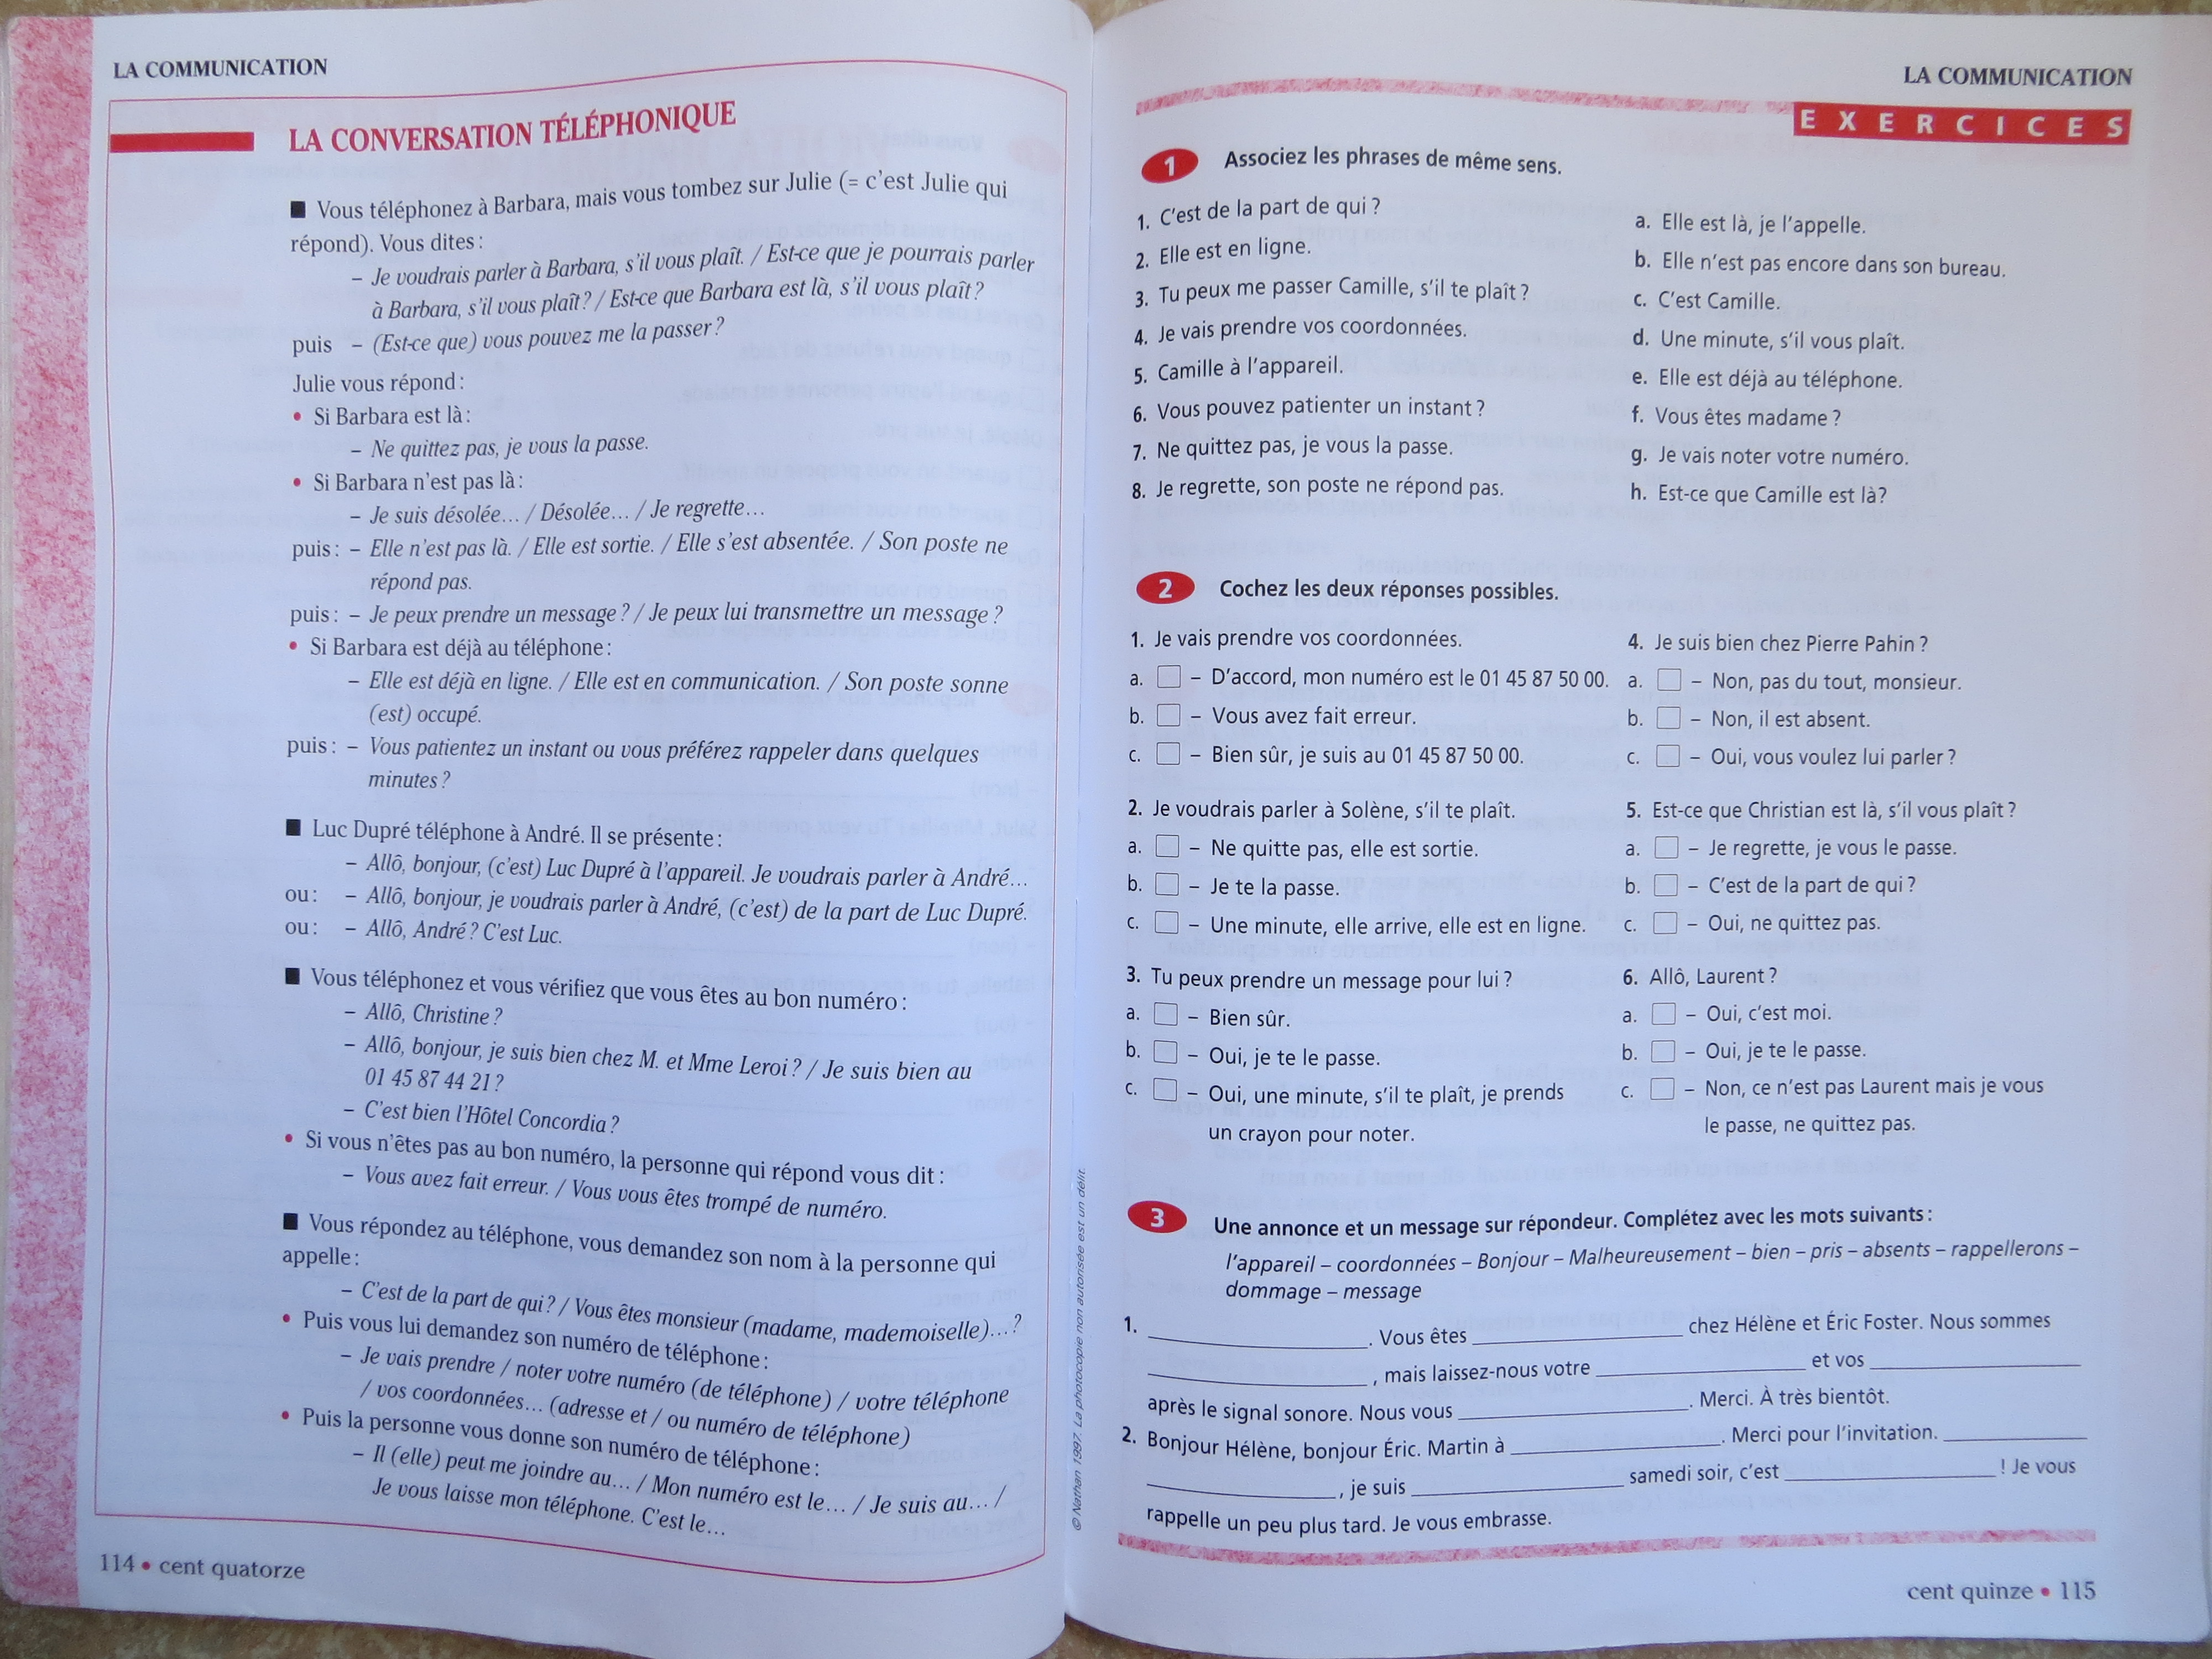 LA COMMUNICATION
LA CONVERSATION TÉLÉPHONIQUE
■ Vous téléphonez à Barbara, mais vous tombez sur Julie (= c'est Julie qui
répond). Vous dites :
– Je voudrais parler à Barbara, s'il vous plaît. / Est-ce que je pourrais parler
à Barbara, s'il vous plaît ? / Est-ce que Barbara est là, s'il vous plaît ?
puis – (Est-ce que) vous pouvez me la passer ?
Julie vous répond :
• Si Barbara est là :
– Ne quittez pas, je vous la passe.
• Si Barbara n'est pas là :
– Je suis désolée… / Désolée… / Je regrette…
puis : – Elle n'est pas là. / Elle est sortie. / Elle s'est absentée. / Son poste ne
répond pas.
puis : – Je peux prendre un message ? / Je peux lui transmettre un message ?
• Si Barbara est déjà au téléphone :
– Elle est déjà en ligne. / Elle est en communication. / Son poste sonne
(est) occupé.
puis : – Vous patientez un instant ou vous préférez rappeler dans quelques
minutes ?
■ Luc Dupré téléphone à André. Il se présente :
– Allô, bonjour, (c'est) Luc Dupré à l'appareil. Je voudrais parler à André…
ou : – Allô, bonjour, je voudrais parler à André, (c'est) de la part de Luc Dupré.
ou : – Allô, André ? C'est Luc.
■ Vous téléphonez et vous vérifiez que vous êtes au bon numéro :
– Allô, Christine ?
– Allô, bonjour, je suis bien chez M. et Mme Leroi ? / Je suis bien au
01 45 87 44 21 ?
– C'est bien l'Hôtel Concordia ?
• Si vous n'êtes pas au bon numéro, la personne qui répond vous dit :
– Vous avez fait erreur. / Vous vous êtes trompé de numéro.
■ Vous répondez au téléphone, vous demandez son nom à la personne qui
appelle :
– C'est de la part de qui ? / Vous êtes monsieur (madame, mademoiselle)… ?
• Puis vous lui demandez son numéro de téléphone :
– Je vais prendre / noter votre numéro (de téléphone) / votre téléphone
/ vos coordonnées… (adresse et / ou numéro de téléphone)
• Puis la personne vous donne son numéro de téléphone :
– Il (elle) peut me joindre au… / Mon numéro est le… / Je suis au… /
Je vous laisse mon téléphone. C'est le…
114 • cent quatorze
© Nathan 1997. La photocopie non autorisée est un délit.
LA COMMUNICATION
EXERCICES
1 Associez les phrases de même sens.
1. C'est de la part de qui ?
2. Elle est en ligne.
3. Tu peux me passer Camille, s'il te plaît ?
4. Je vais prendre vos coordonnées.
5. Camille à l'appareil.
6. Vous pouvez patienter un instant ?
7. Ne quittez pas, je vous la passe.
8. Je regrette, son poste ne répond pas.
a. Elle est là, je l'appelle.
b. Elle n'est pas encore dans son bureau.
c. C'est Camille.
d. Une minute, s'il vous plaît.
e. Elle est déjà au téléphone.
f. Vous êtes madame ?
g. Je vais noter votre numéro.
h. Est-ce que Camille est là?
2 Cochez les deux réponses possibles.
1. Je vais prendre vos coordonnées.
a. □ – D'accord, mon numéro est le 01 45 87 50 00.
b. □ – Vous avez fait erreur.
c. □ – Bien sûr, je suis au 01 45 87 50 00.
2. Je voudrais parler à Solène, s'il te plaît.
a. □ – Ne quitte pas, elle est sortie.
b. □ – Je te la passe.
c. □ – Une minute, elle arrive, elle est en ligne.
3. Tu peux prendre un message pour lui ?
a. □ – Bien sûr.
b. □ – Oui, je te le passe.
c. □ – Oui, une minute, s'il te plaît, je prends
un crayon pour noter.
4. Je suis bien chez Pierre Pahin ?
a. □ – Non, pas du tout, monsieur.
b. □ – Non, il est absent.
c. □ – Oui, vous voulez lui parler ?
5. Est-ce que Christian est là, s'il vous plaît ?
a. □ – Je regrette, je vous le passe.
b. □ – C'est de la part de qui ?
c. □ – Oui, ne quittez pas.
6. Allô, Laurent ?
a. □ – Oui, c'est moi.
b. □ – Oui, je te le passe.
c. □ – Non, ce n'est pas Laurent mais je vous
le passe, ne quittez pas.
3 Une annonce et un message sur répondeur. Complétez avec les mots suivants :
l'appareil – coordonnées – Bonjour – Malheureusement – bien – pris – absents – rappellerons –
dommage – message
1. ____________. Vous êtes ____________ chez Hélène et Éric Foster. Nous sommes
____________, mais laissez-nous votre ____________ et vos ____________
après le signal sonore. Nous vous ____________. Merci. À très bientôt.
2. Bonjour Hélène, bonjour Éric. Martin à ____________. Merci pour l'invitation. ________
____________, je suis ____________ samedi soir, c'est ____________ ! Je vous
rappelle un peu plus tard. Je vous embrasse.
cent quinze • 115